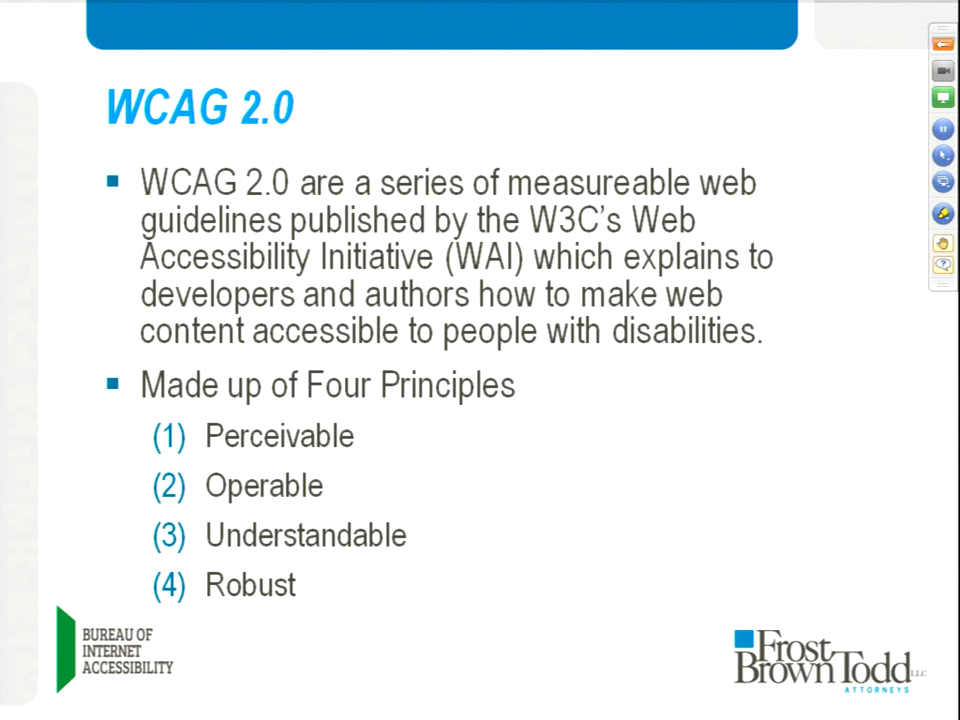 WCAG 2.0
▪ WCAG 2.0 are a series of measureable web
guidelines published by the W3C's Web
Accessibility Initiative (WAI) which explains to
developers and authors how to make web
content accessible to people with disabilities.
▪ Made up of Four Principles
(1) Perceivable
(2) Operable
(3) Understandable
(4) Robust
BUREAU OF
INTERNET
ACCESSIBILITY
Frost
Brown Todd LLC
ATTORNEYS